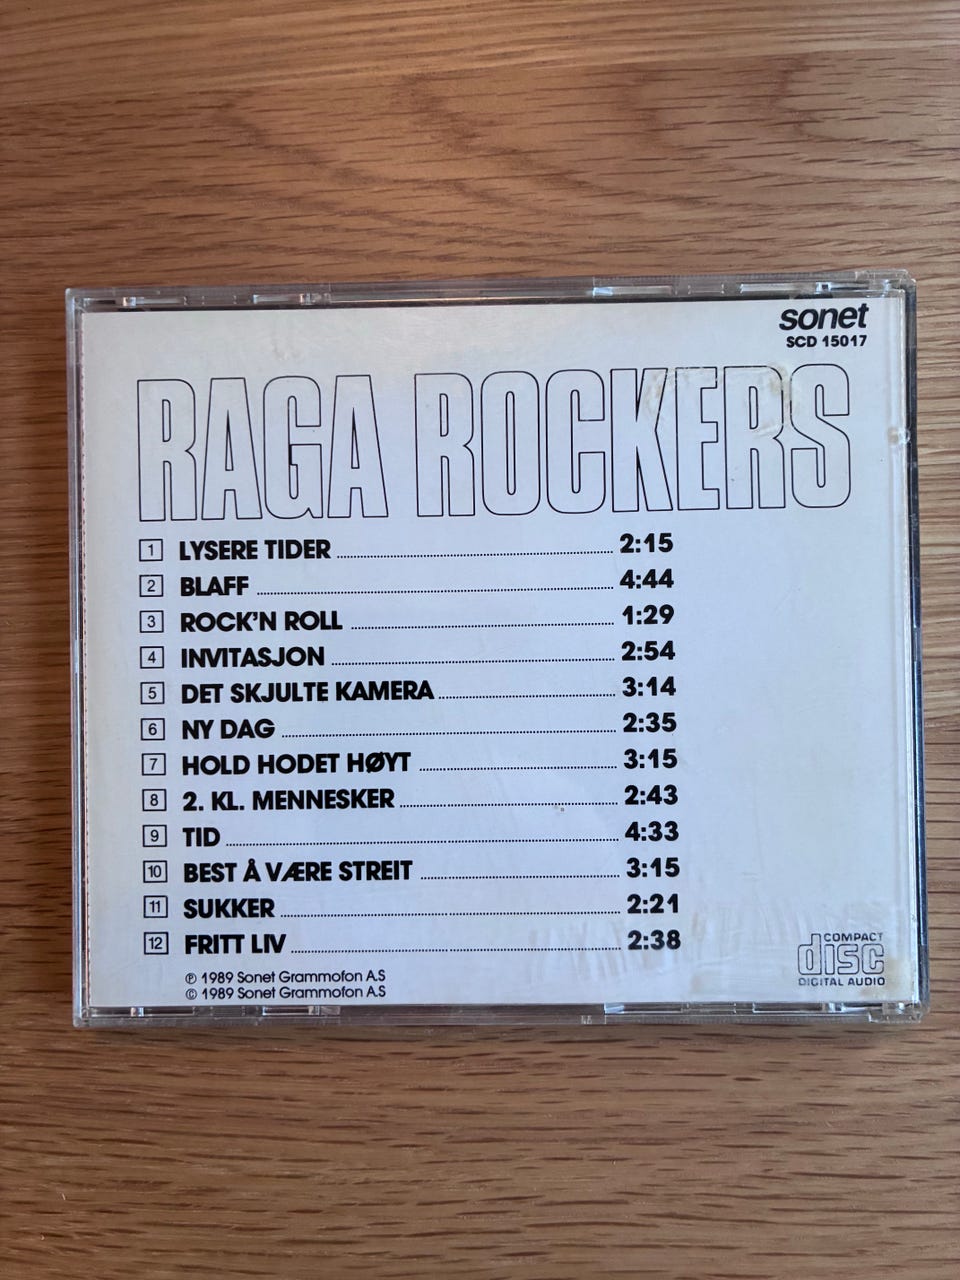 sonet
SCD 15017
RAGA ROCKERS
1 LYSERE TIDER 2:15
2 BLAFF 4:44
3 ROCK'N ROLL 1:29
4 INVITASJON 2:54
5 DET SKJULTE KAMERA 3:14
6 NY DAG 2:35
7 HOLD HODET HØYT 3:15
8 2. KL. MENNESKER 2:43
9 TID 4:33
10 BEST Å VÆRE STREIT 3:15
11 SUKKER 2:21
12 FRITT LIV 2:38
℗ 1989 Sonet Grammofon A.S
© 1989 Sonet Grammofon A.S
COMPACT
disc
DIGITAL AUDIO